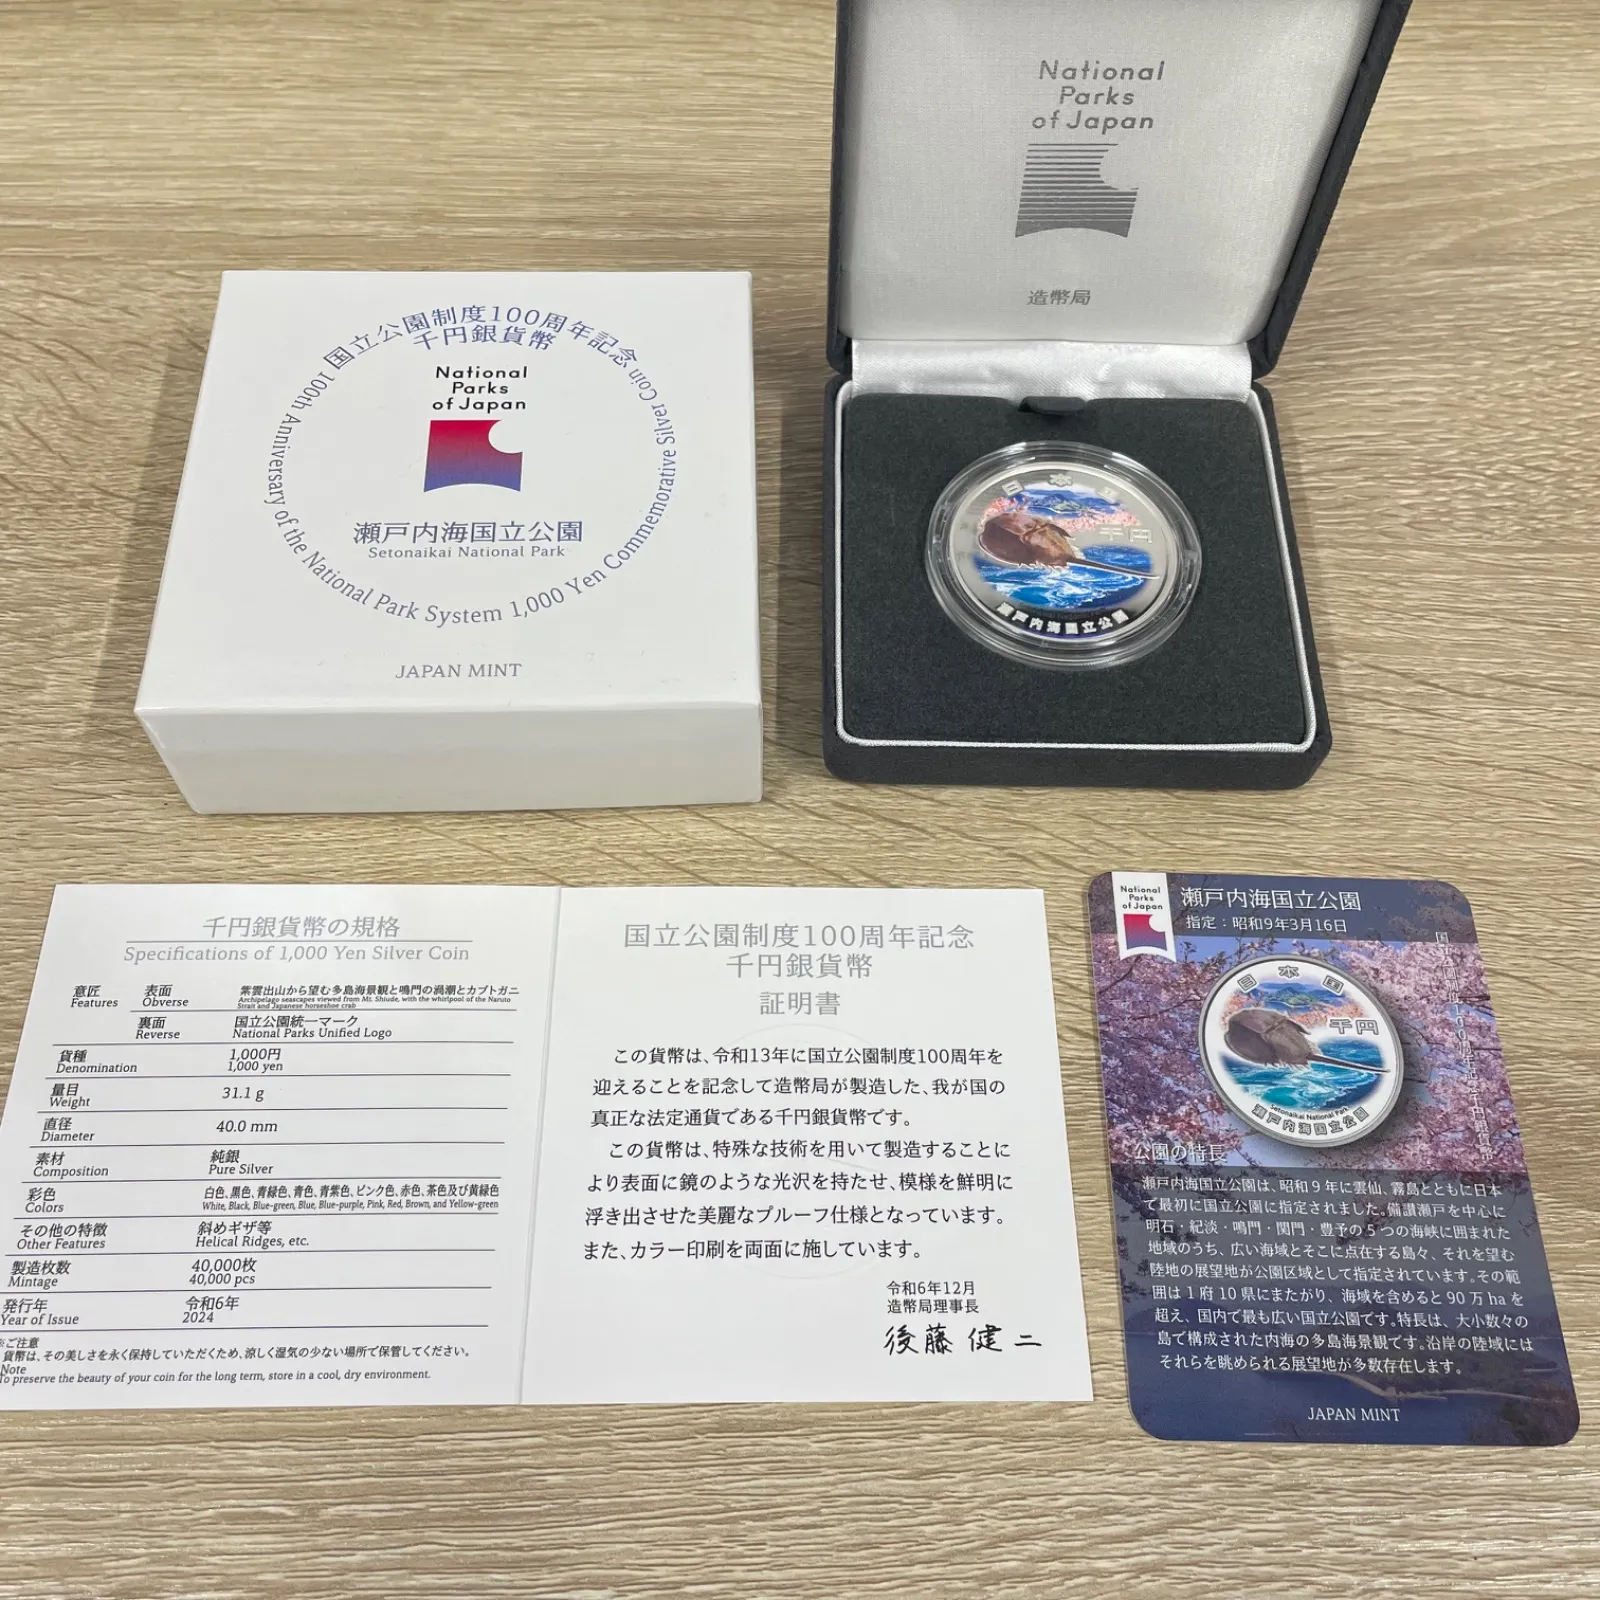 国立公園制度100周年記念
千円銀貨幣
National
Parks
of Japan
瀬戸内海国立公園
Setonaikai National Park
100th Anniversary of the National Park System 1,000 Yen Commemorative Silver Coin
JAPAN MINT
National
Parks
of Japan
造幣局
日本
千円
瀬戸内海国立公園
千円銀貨幣の規格
Specifications of 1,000 Yen Silver Coin
意匠 表面 紫雲出山から望む多島海景観と鳴門の渦潮とカブトガニ
Features Obverse Archipelago seascapes viewed from Mt. Shiude, with the whirlpool of the Naruto
Strait and Japanese horseshoe crab
裏面 国立公園統一マーク
Reverse National Parks Unified Logo
貨種 1,000円
Denomination 1,000 yen
量目 31.1 g
Weight
直径 40.0 mm
Diameter
素材 純銀
Composition Pure Silver
彩色 白色、黒色、青緑色、青色、青紫色、ピンク色、赤色、茶色及び黄緑色
Colors White, Black, Blue-green, Blue, Blue-purple, Pink, Red, Brown, and Yellow-green
その他の特徴 斜めギザ等
Other Features Helical Ridges, etc.
製造枚数 40,000枚
Mintage 40,000 pcs
発行年 令和6年
Year of Issue 2024
※ご注意
貨幣は、その美しさを永く保持していただくため、涼しく湿気の少ない場所で保管してください。
Note
To preserve the beauty of your coin for the long term, store in a cool, dry environment.
国立公園制度100周年記念
千円銀貨幣
証明書
この貨幣は、令和13年に国立公園制度100周年を
迎えることを記念して造幣局が製造した、我が国の
真正な法定通貨である千円銀貨幣です。
この貨幣は、特殊な技術を用いて製造することに
より表面に鏡のような光沢を持たせ、模様を鮮明に
浮き出させた美麗なプルーフ仕様となっています。
また、カラー印刷を両面に施しています。
令和6年12月
造幣局理事長
後藤健二
National
Parks
of Japan
瀬戸内海国立公園
指定：昭和9年3月16日
国立公園制度100周年記念千円銀貨幣
日本国
千円
Setonaikai National Park
瀬戸内海国立公園
公園の特長
瀬戸内海国立公園は、昭和9年に雲仙、霧島とともに日本
で最初に国立公園に指定されました。備讃瀬戸を中心に
明石・紀淡・鳴門・関門・豊予の5つの海峡に囲まれた
地域のうち、広い海域とそこに点在する島々、それを望む
陸地の展望地が公園区域として指定されています。その範
囲は1府10県にまたがり、海域を含めると90万haを
超え、国内で最も広い国立公園です。特長は、大小数々の
島で構成された内海の多島海景観です。沿岸の陸域には
それらを眺められる展望地が多数存在します。
JAPAN MINT